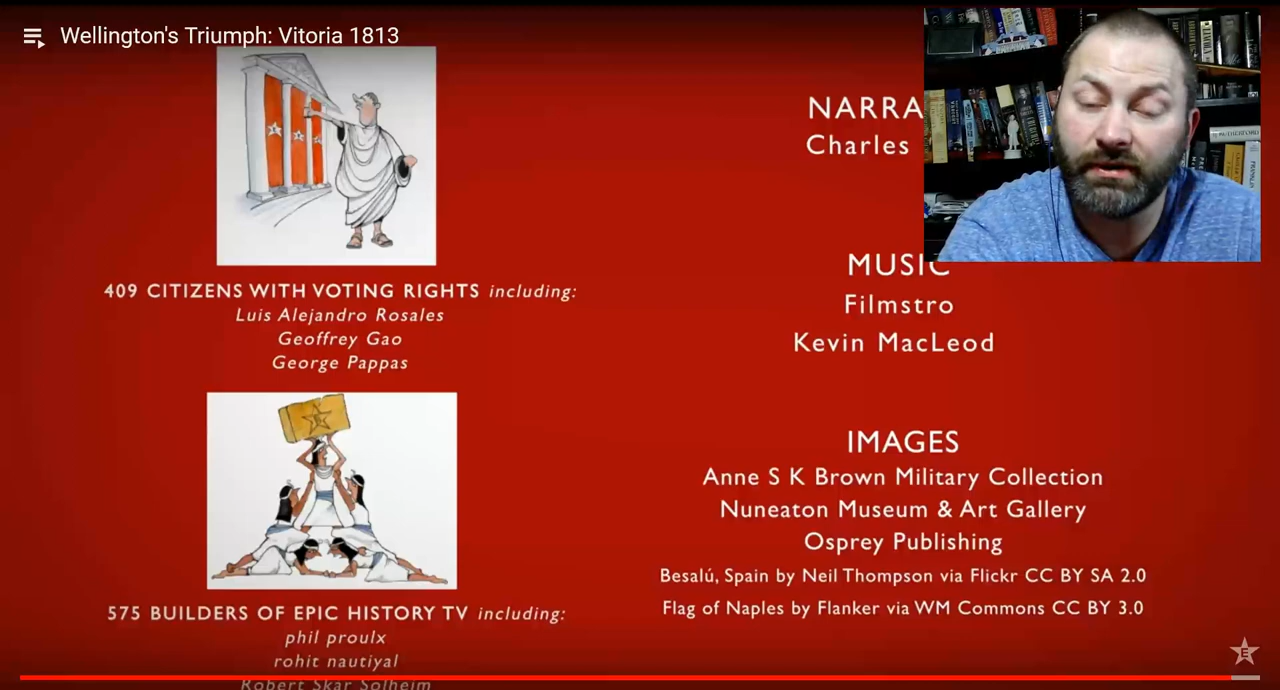 Wellington's Triumph: Vitoria 1813
409 CITIZENS WITH VOTING RIGHTS including:
Luis Alejandro Rosales
Geoffrey Gao
George Pappas
575 BUILDERS OF EPIC HISTORY TV including:
phil proulx
rohit nautiyal
Robert Skar Solheim
NARRA
Charles
MUSIC
Filmstro
Kevin MacLeod
IMAGES
Anne S K Brown Military Collection
Nuneaton Museum & Art Gallery
Osprey Publishing
Besalú, Spain by Neil Thompson via Flickr CC BY SA 2.0
Flag of Naples by Flanker via WM Commons CC BY 3.0
E